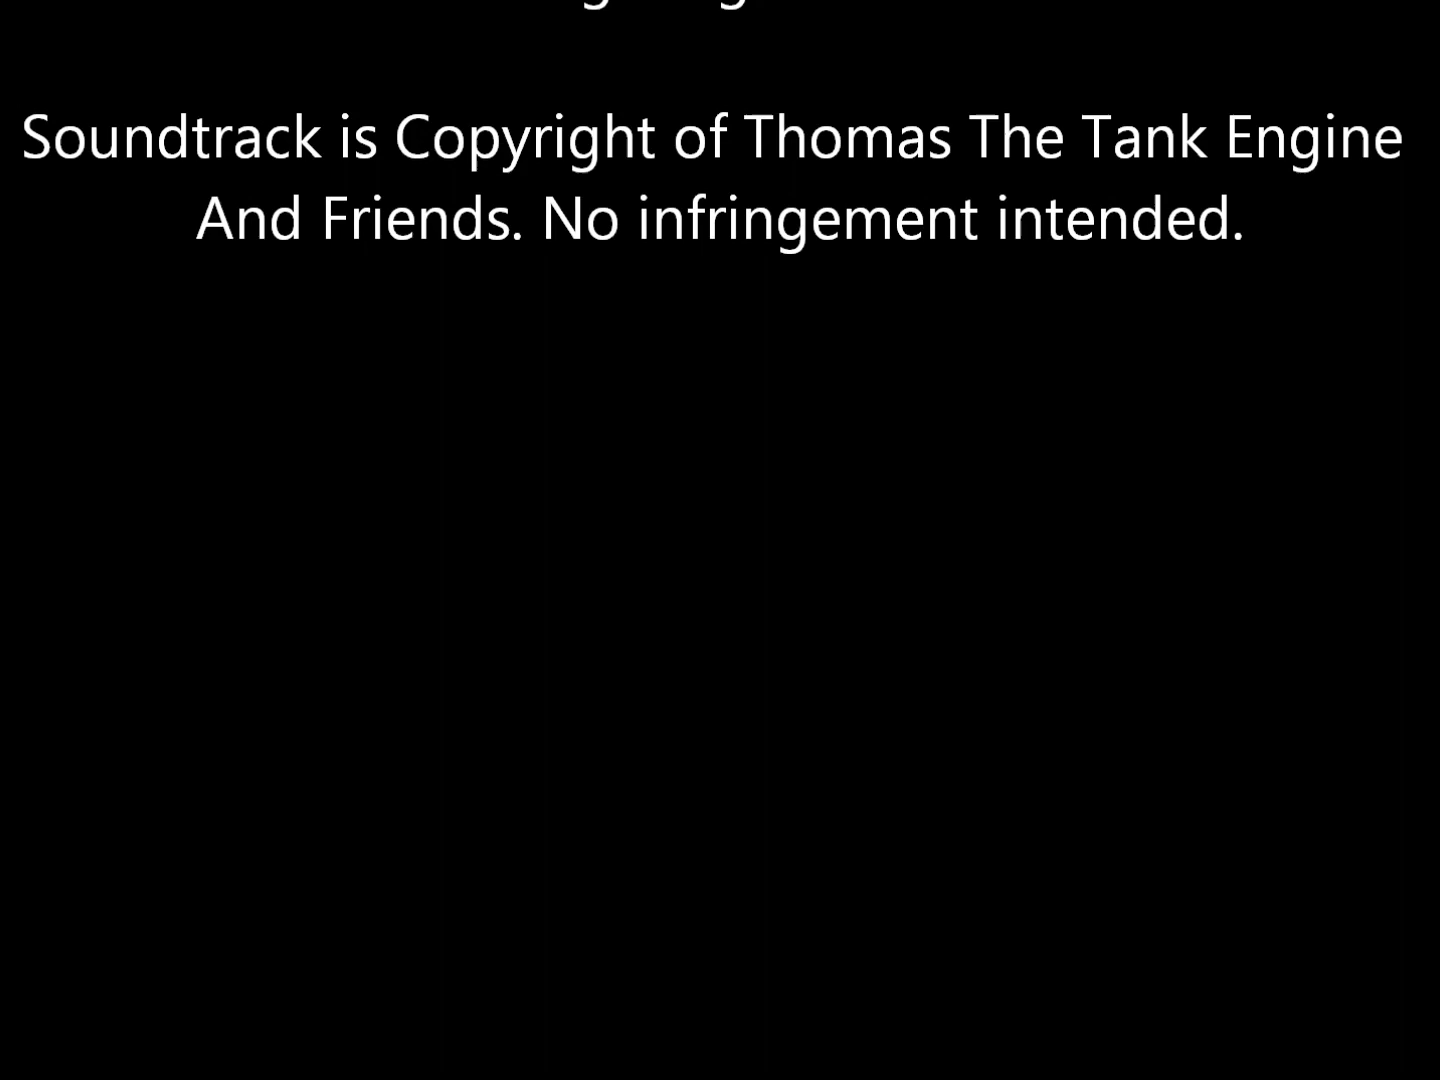 Soundtrack is Copyright of Thomas The Tank Engine
And Friends. No infringement intended.